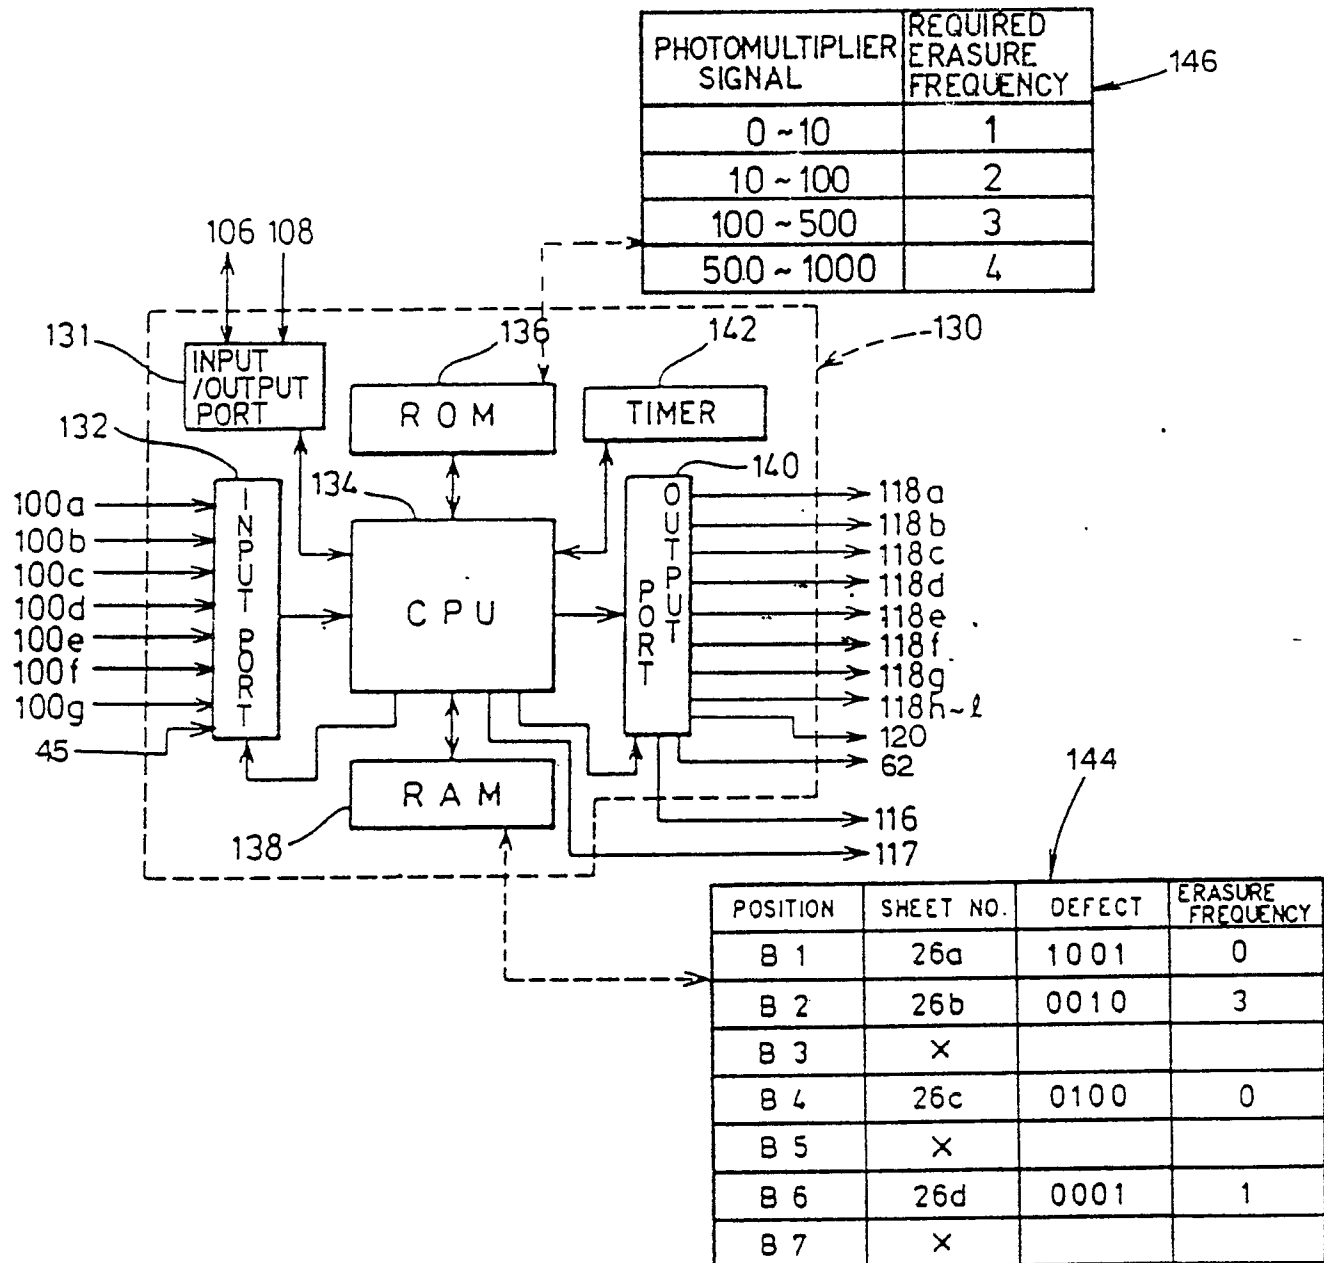 PHOTOMULTIPLIER SIGNAL
REQUIRED ERASURE FREQUENCY
146
0 ~ 10
1
10 ~ 100
2
100 ~ 500
3
500 ~ 1000
4
106
108
131
INPUT
/OUTPUT
PORT
136
142
130
ROM
TIMER
132
134
140
INPUT PORT
CPU
OUTPUT PORT
100a
100b
100c
100d
100e
100f
100g
45
118a
118b
118c
118d
118e
118f
118g
118h~l
120
62
116
117
RAM
138
144
POSITION SHEET NO. DEFECT ERASURE FREQUENCY
B 1 26a 1001 0
B 2 26b 0010 3
B 3 ×
B 4 26c 0100 0
B 5 ×
B 6 26d 0001 1
B 7 ×